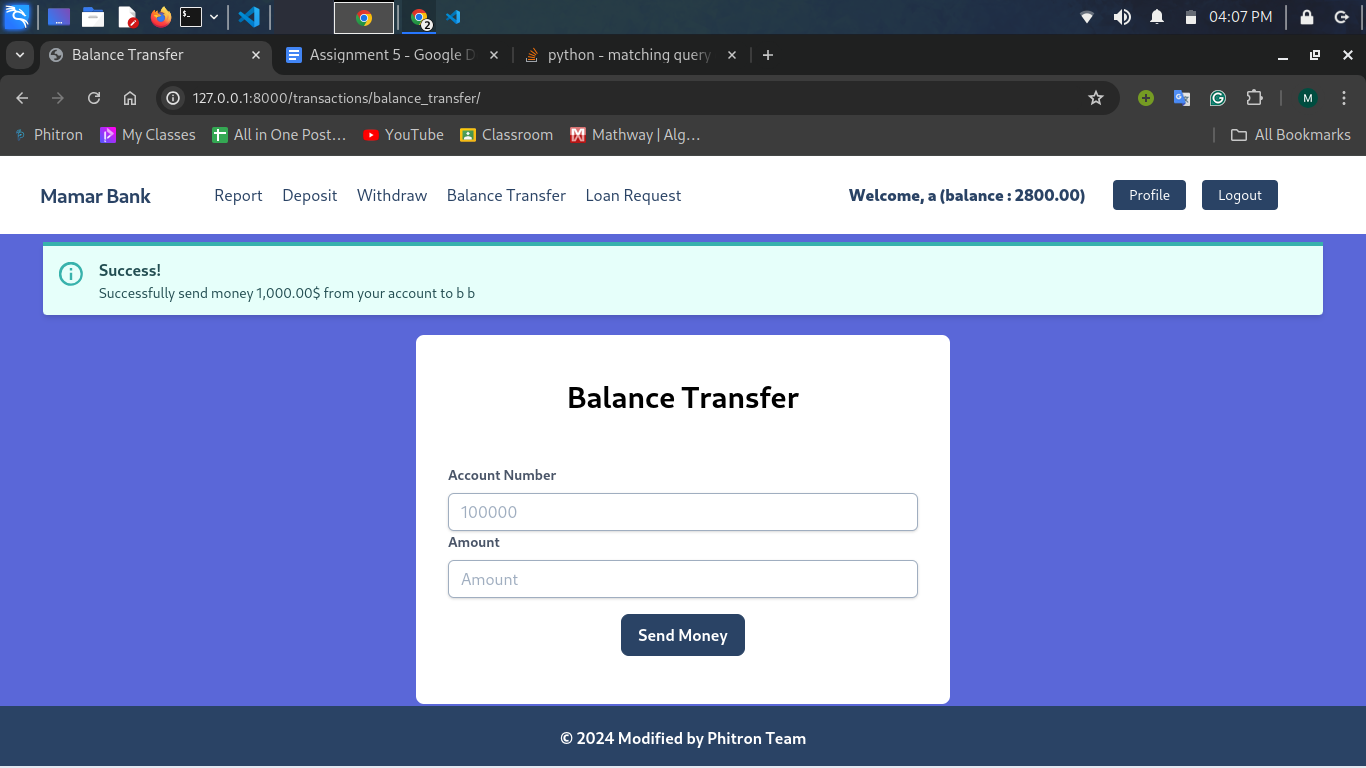 04:07 PM
Balance Transfer
Assignment 5 - Google D
python - matching query
127.0.0.1:8000/transactions/balance_transfer/
M
Phitron
My Classes
All in One Post…
YouTube
Classroom
Mathway | Alg…
All Bookmarks
Mamar Bank
Report
Deposit
Withdraw
Balance Transfer
Loan Request
Welcome, a (balance : 2800.00)
Profile
Logout
Success!
Successfully send money 1,000.00$ from your account to b b
Balance Transfer
Account Number
100000
Amount
Amount
Send Money
© 2024 Modified by Phitron Team